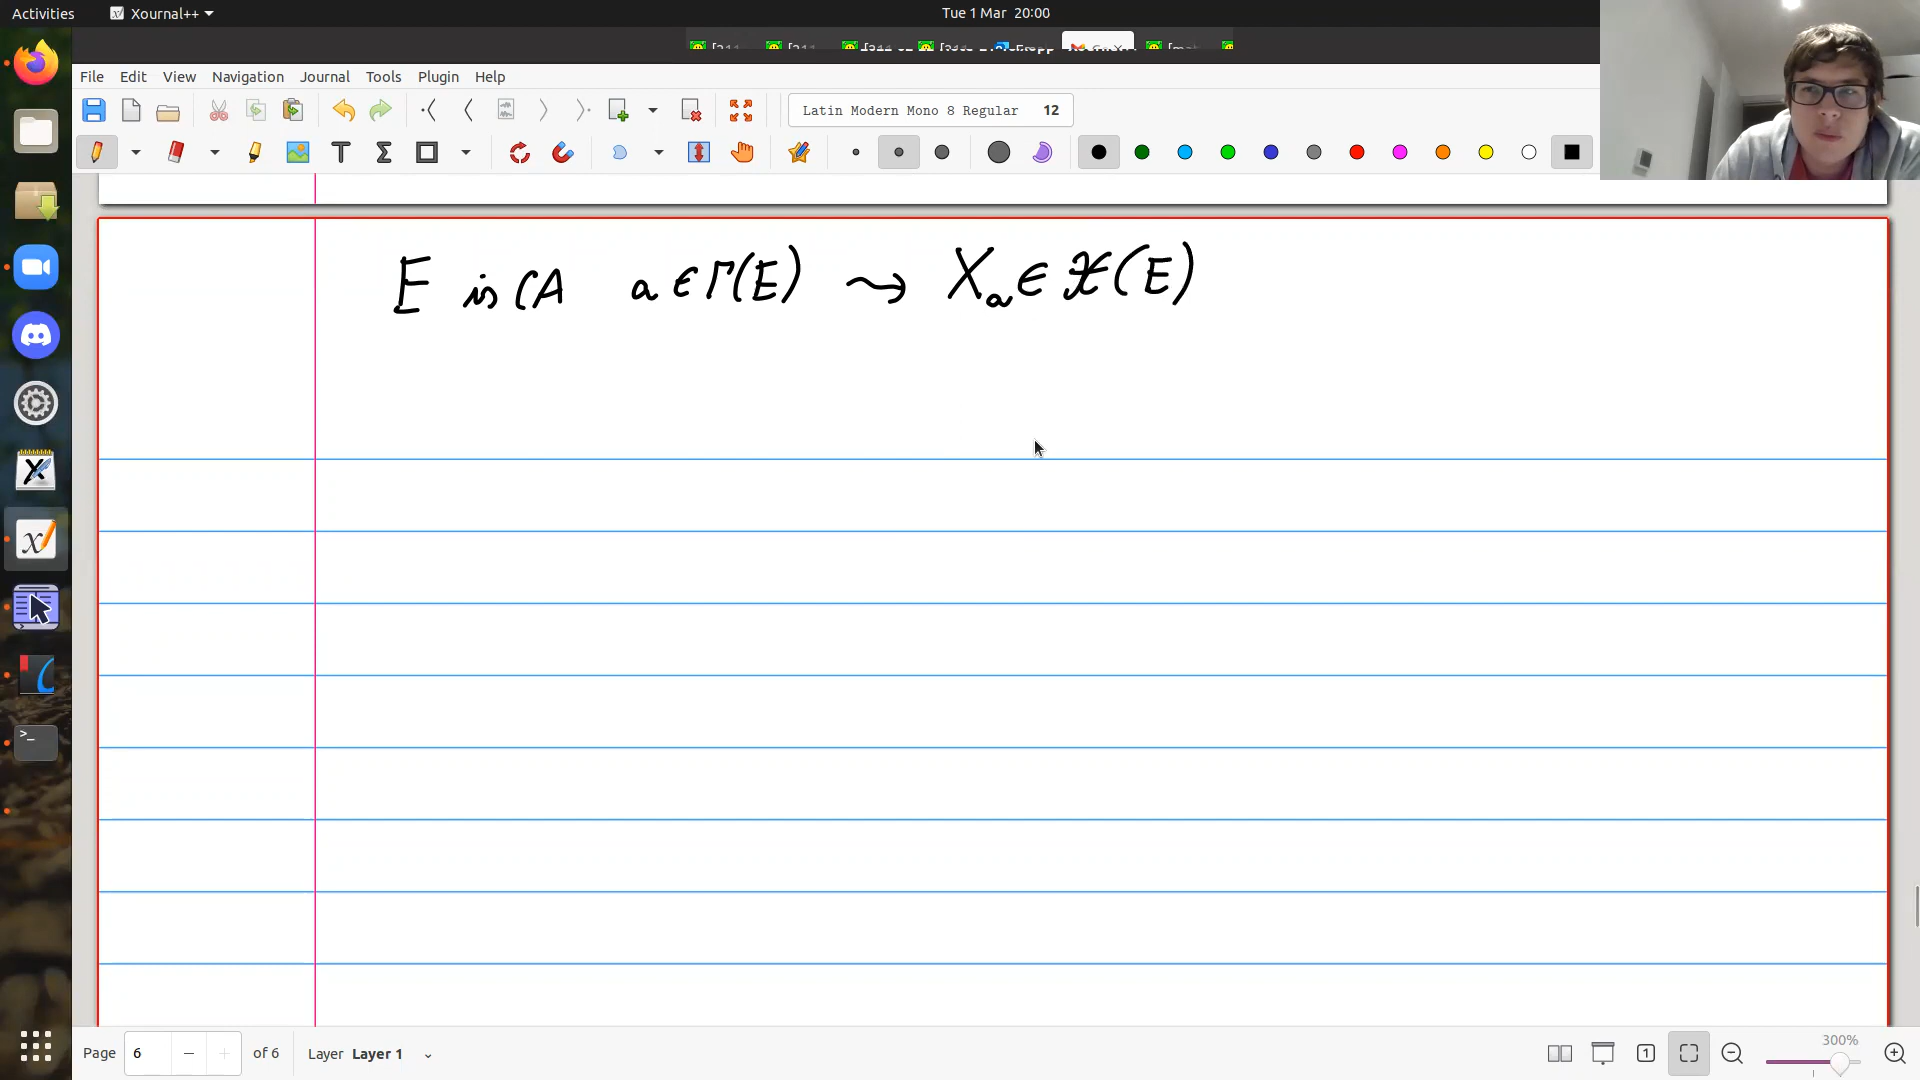 Activities Xournal++ Tue 1 Mar 20:00
File Edit View Navigation Journal Tools Plugin Help
Latin Modern Mono 8 Regular 12
E is CA a ∈ Γ(E) ⇝ Xₐ ∈ 𝔛(E)
Page 6 of 6 Layer Layer 1 300%